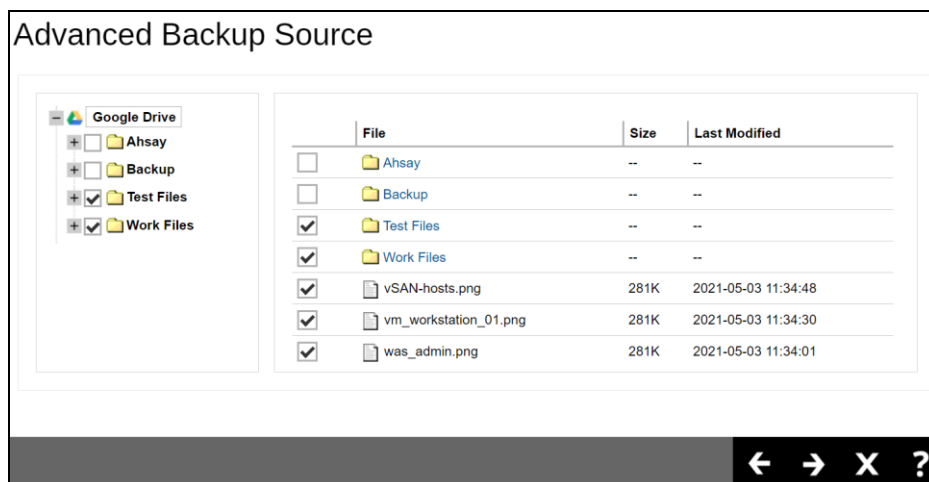 Advanced Backup Source
Google Drive
Ahsay
Backup
Test Files
Work Files
File Size Last Modified
Ahsay -- --
Backup -- --
Test Files -- --
Work Files -- --
vSAN-hosts.png 281K 2021-05-03 11:34:48
vm_workstation_01.png 281K 2021-05-03 11:34:30
was_admin.png 281K 2021-05-03 11:34:01
X ?